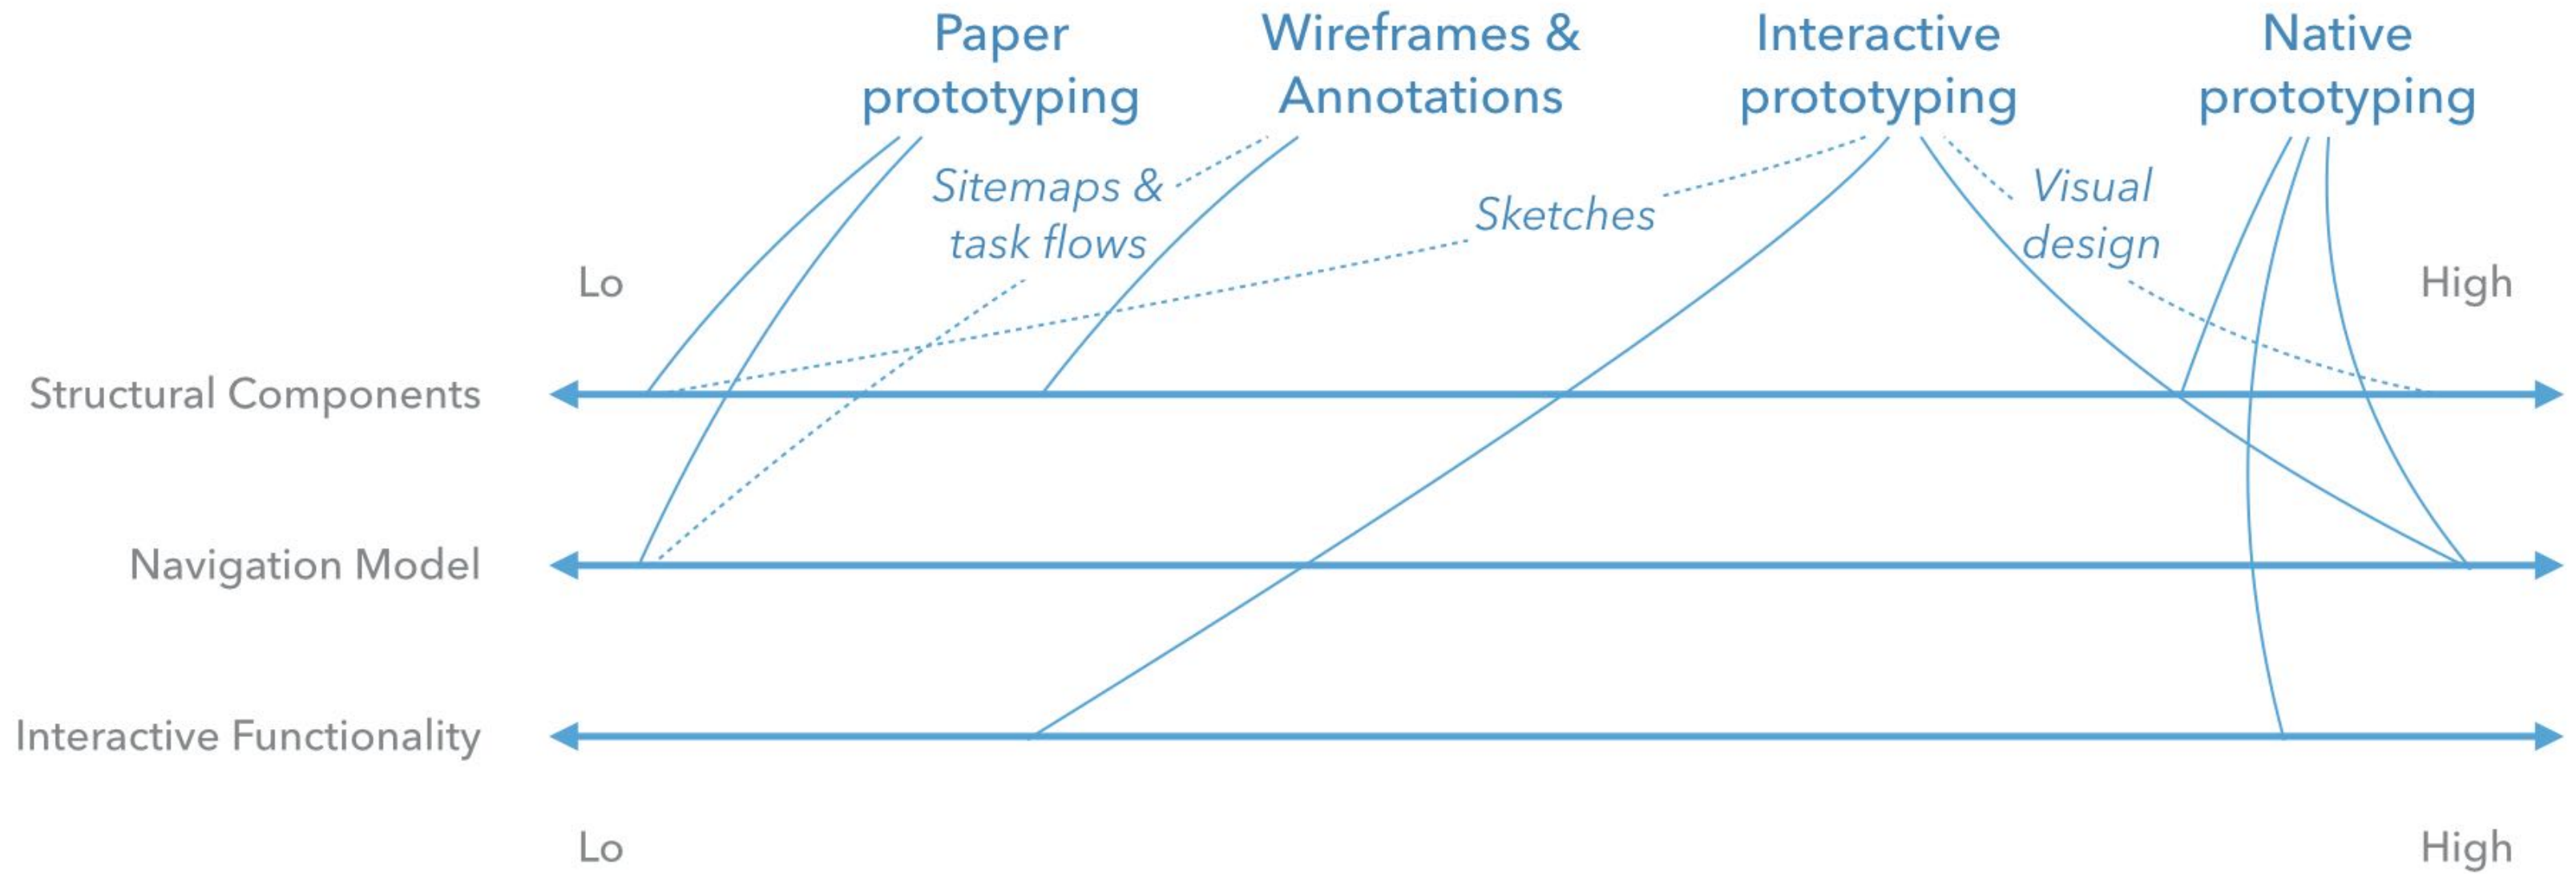 Paper
prototyping
Wireframes &
Annotations
Interactive
prototyping
Native
prototyping
Sitemaps &
task flows
Sketches
Visual
design
Lo
High
Structural Components
Navigation Model
Interactive Functionality
Lo
High